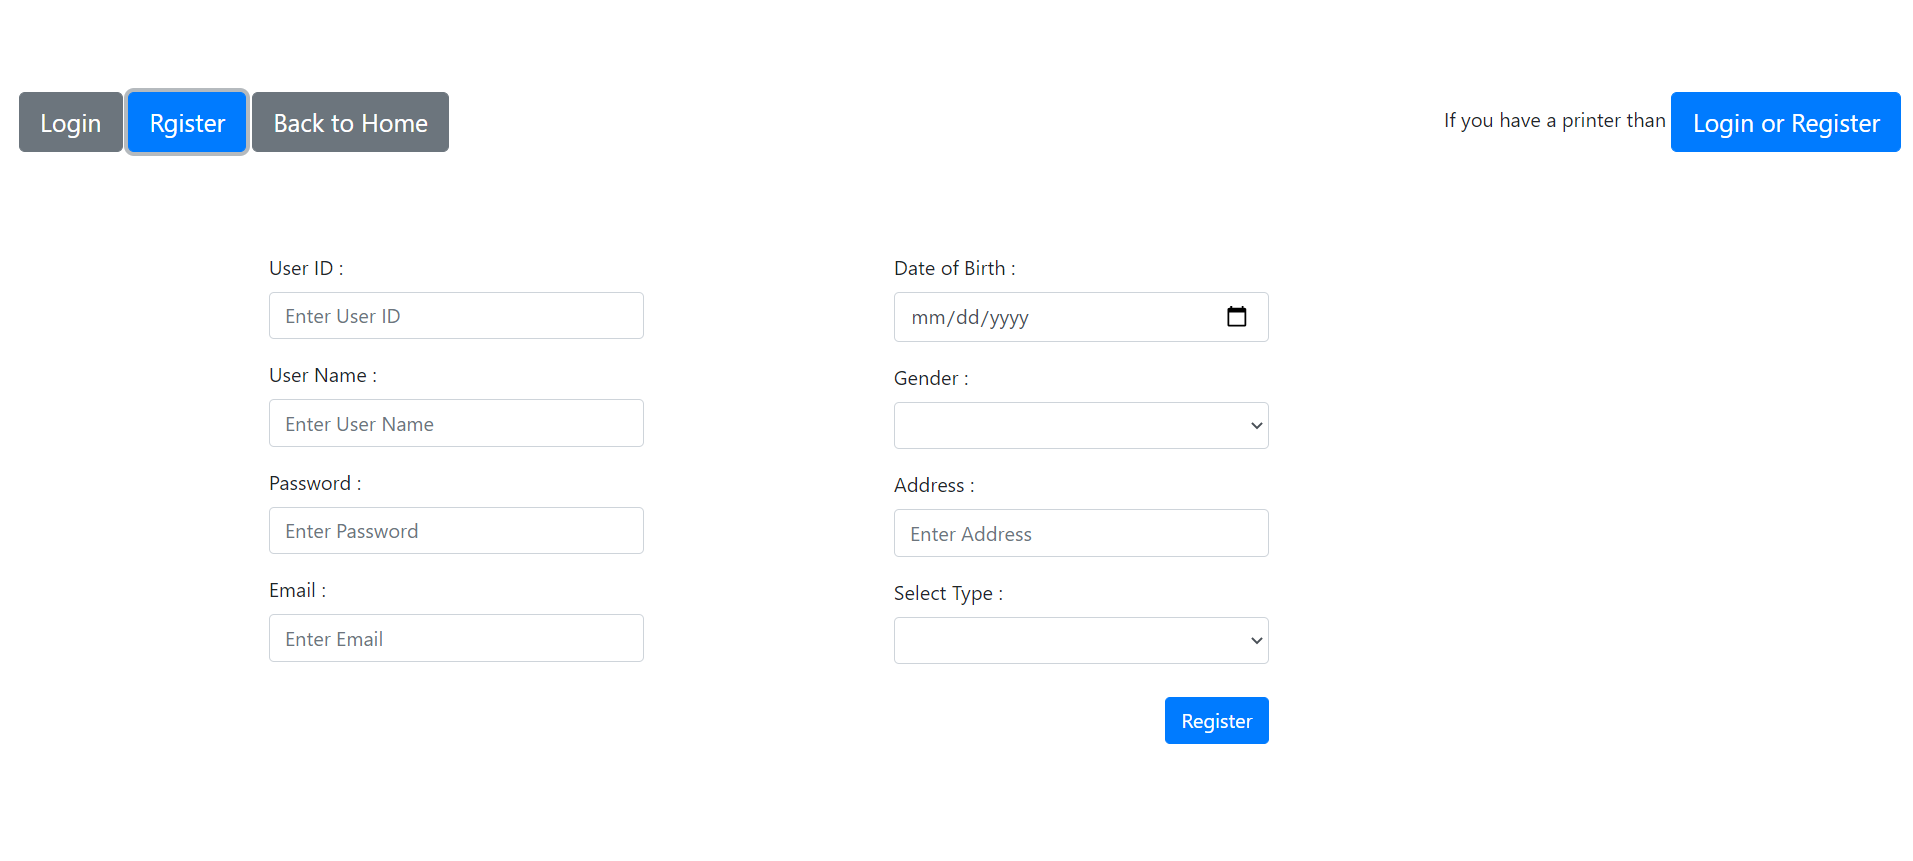 Login Rgister Back to Home
If you have a printer than Login or Register
User ID :
Enter User ID
User Name :
Enter User Name
Password :
Enter Password
Email :
Enter Email
Date of Birth :
mm/dd/yyyy
Gender :
Address :
Enter Address
Select Type :
Register